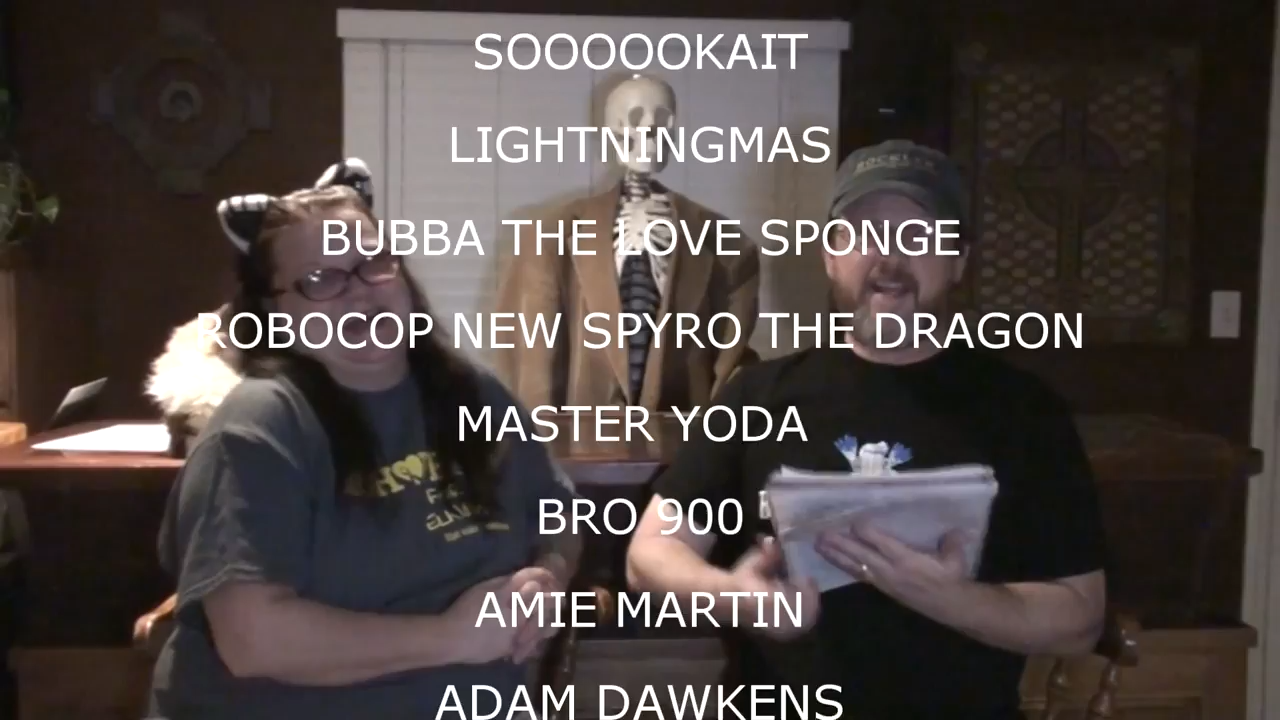 SOOOOOKAIT
LIGHTNINGMAS
BUBBA THE LOVE SPONGE
ROBOCOP NEW SPYRO THE DRAGON
MASTER YODA
BRO 900
AMIE MARTIN
ADAM DAWKENS